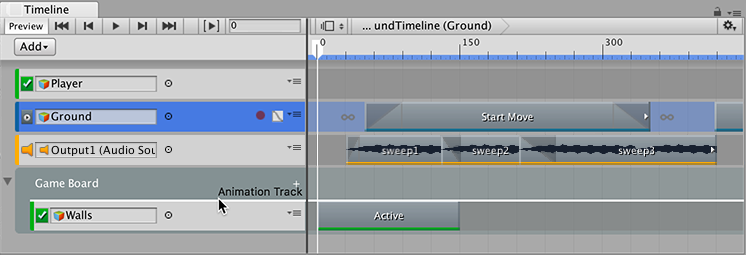 Timeline
Preview
0
... undTimeline (Ground)
Add
0 150 300
Player
Ground
Start Move
Output1 (Audio Sou
sweep1 sweep2 sweep3
Game Board +
Animation Track
Walls
Active